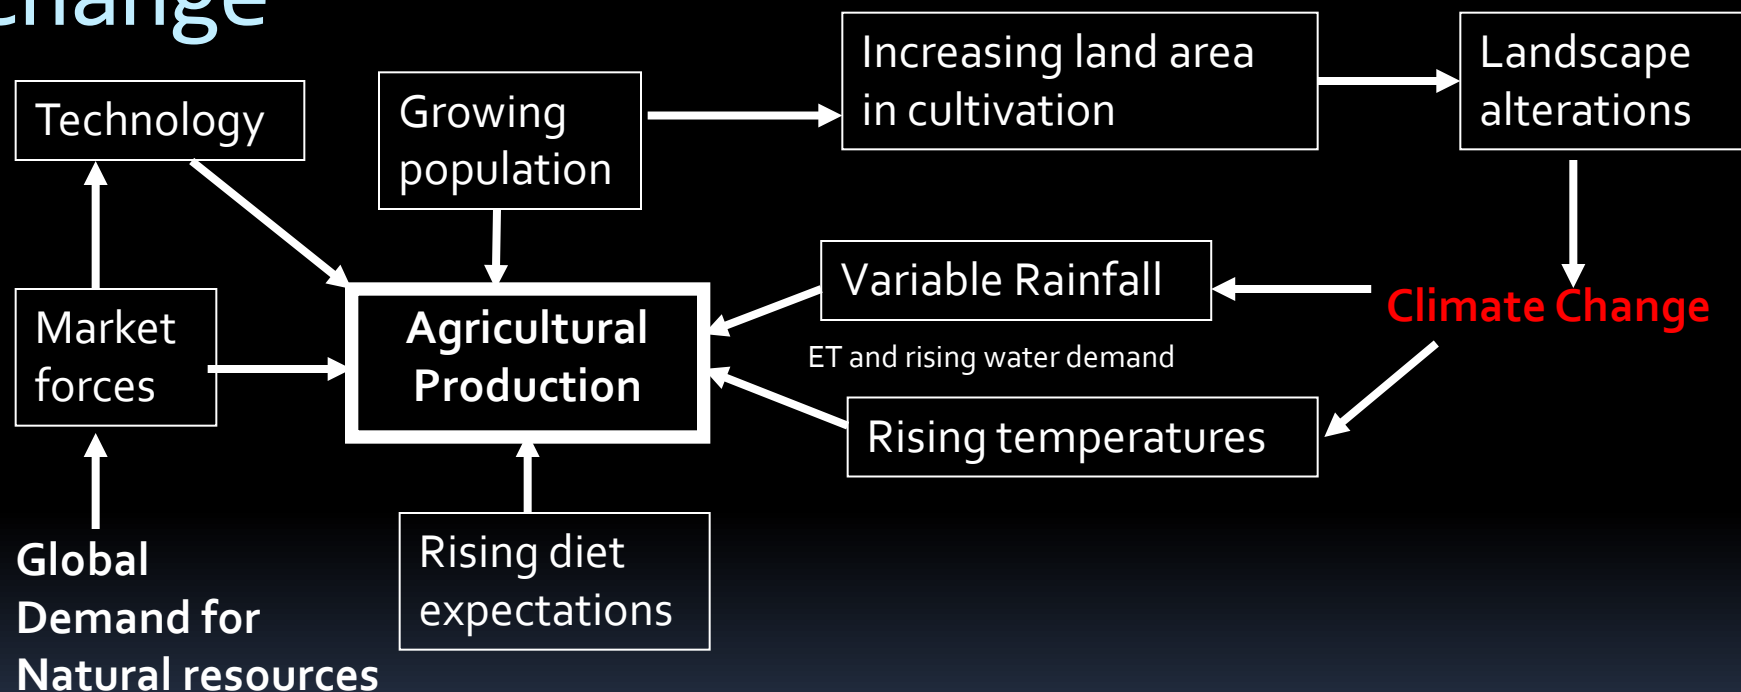 change
Increasing land area
in cultivation
Landscape
alterations
Technology
Growing
population
Variable Rainfall
Climate Change
Market
forces
Agricultural
Production
ET and rising water demand
Rising temperatures
Global
Demand for
Natural resources
Rising diet
expectations